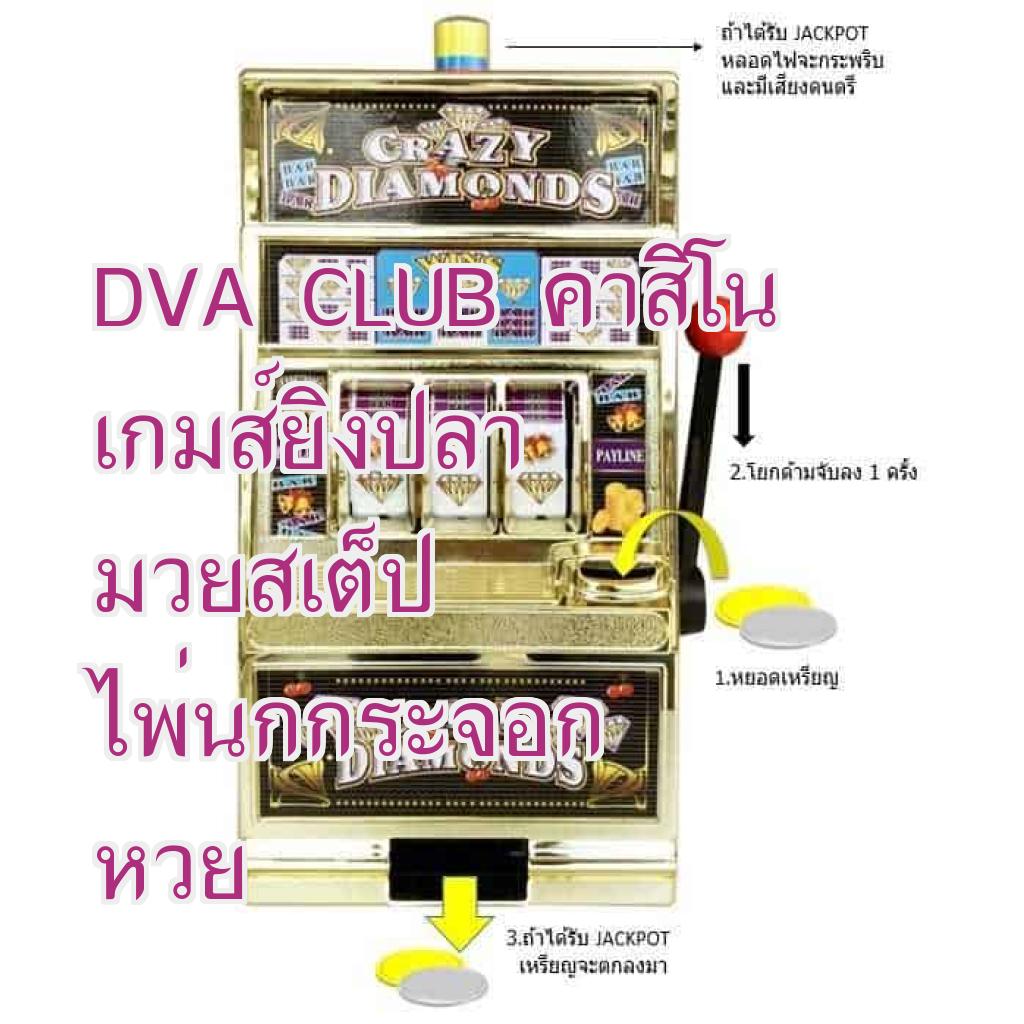 ถ้าได้รับ JACKPOT
หลอดไฟจะกระพริบ
และมีเสียงดนตรี
CRAZY
DIAMONDS
WINS
DVA CLUB คาสิโน
เกมส์ยิงปลา
มวยสเต็ป
ไพ่นกกระจอก
หวย
PAYLINE
2.โยกด้ามจับลง 1 ครั้ง
1.หยอดเหรียญ
DIAMONDS
3.ถ้าได้รับ JACKPOT
เหรียญจะตกลงมา